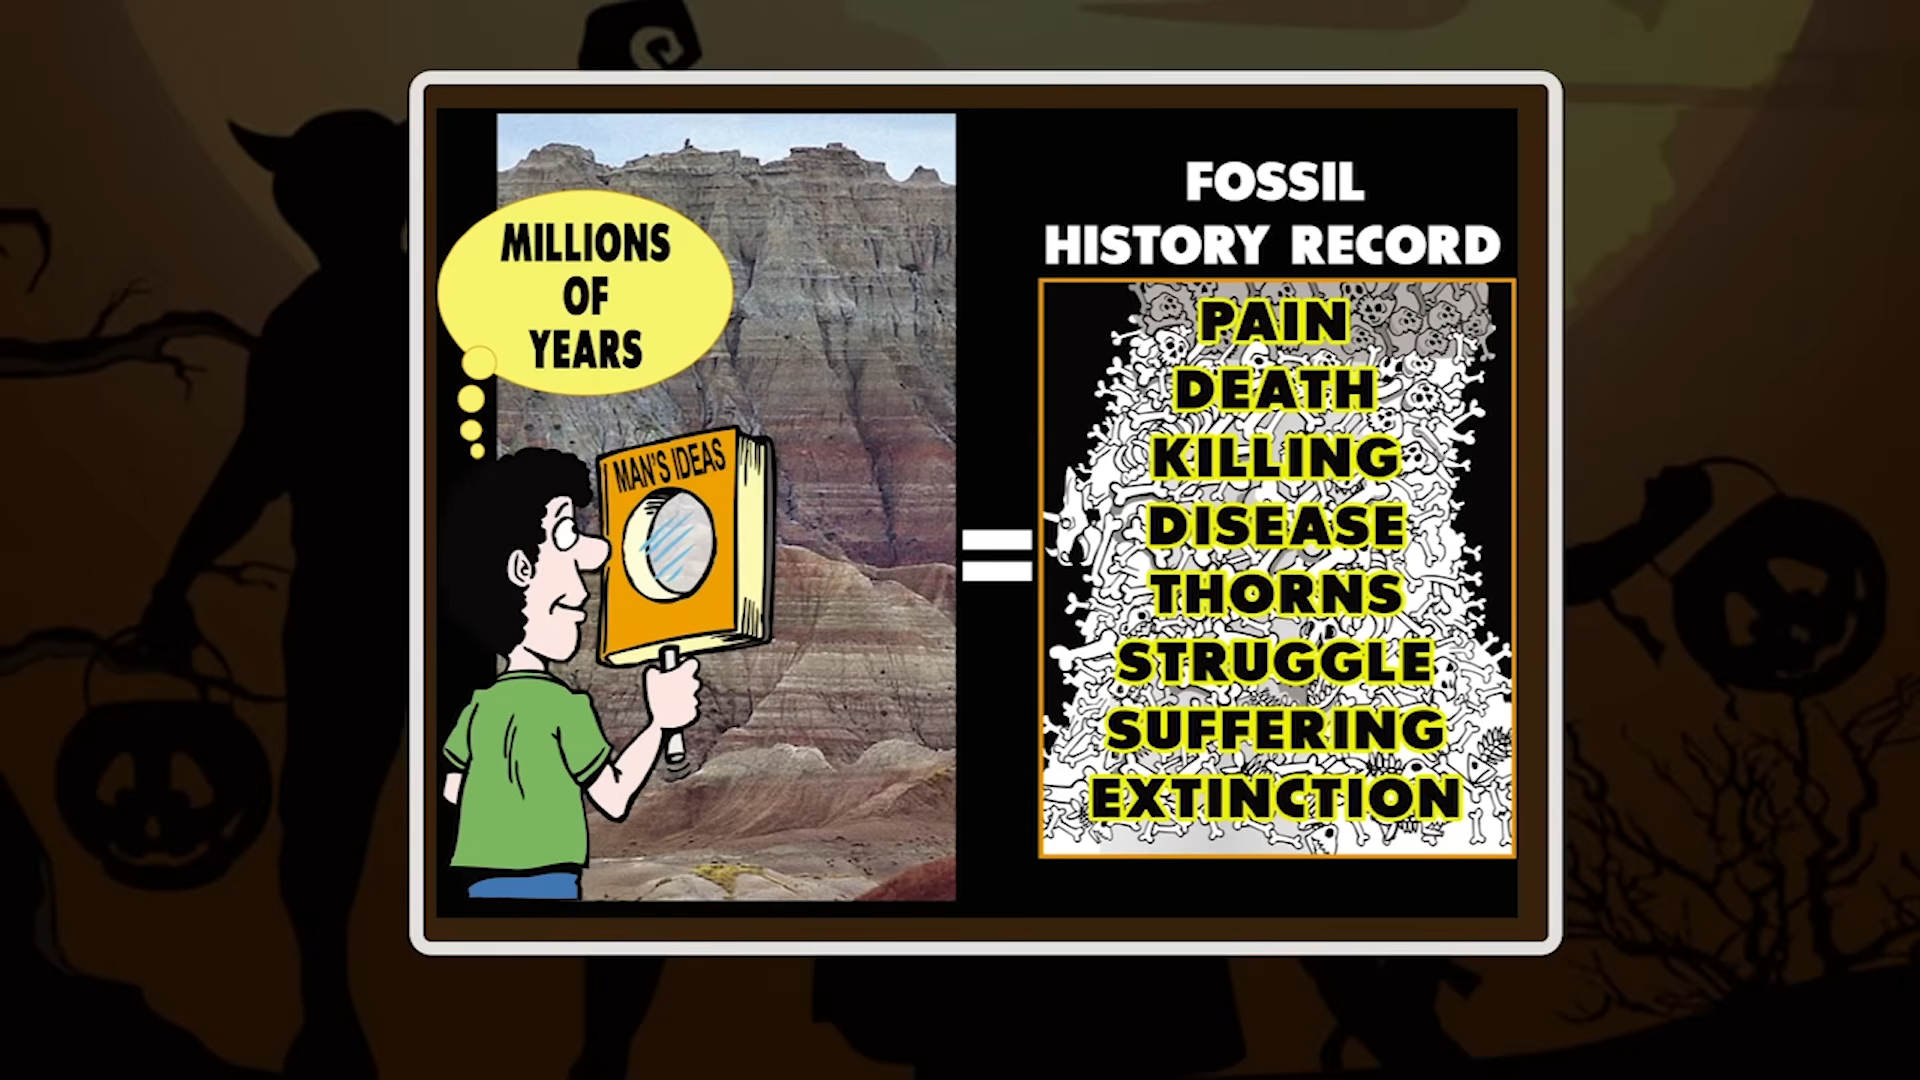 MILLIONS
OF
YEARS
MAN'S IDEAS
=
FOSSIL
HISTORY RECORD
PAIN
DEATH
KILLING
DISEASE
THORNS
STRUGGLE
SUFFERING
EXTINCTION